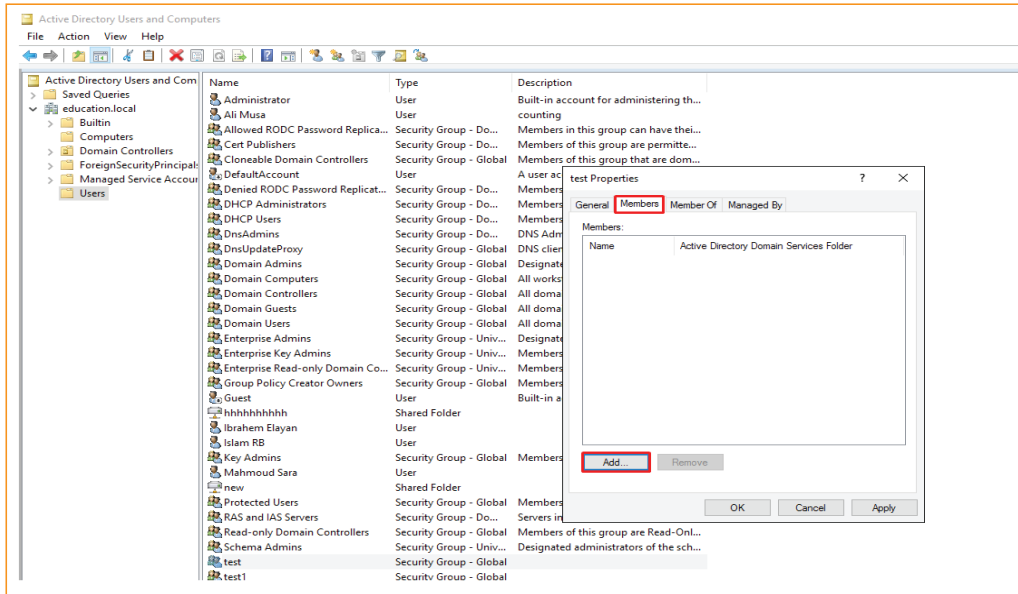 Active Directory Users and Computers
File Action View Help
Active Directory Users and Com
Saved Queries
education.local
Builtin
Computers
Domain Controllers
ForeignSecurityPrincipals
Managed Service Accour
Users
Name Type Description
Administrator User Built-in account for administering th...
Ali Musa User counting
Allowed RODC Password Replica... Security Group - Do... Members in this group can have thei...
Cert Publishers Security Group - Do... Members of this group are permitte...
Cloneable Domain Controllers Security Group - Global Members of this group that are dom...
DefaultAccount User A user ac
Denied RODC Password Replicat... Security Group - Do... Members
DHCP Administrators Security Group - Do... Members
DHCP Users Security Group - Do... Members
DnsAdmins Security Group - Do... DNS Adm
DnsUpdateProxy Security Group - Global DNS clien
Domain Admins Security Group - Global Designate
Domain Computers Security Group - Global All works
Domain Controllers Security Group - Global All doma
Domain Guests Security Group - Global All doma
Domain Users Security Group - Global All doma
Enterprise Admins Security Group - Univ... Designate
Enterprise Key Admins Security Group - Univ... Members
Enterprise Read-only Domain Co... Security Group - Univ... Members
Group Policy Creator Owners Security Group - Global Members
Guest User Built-in a
hhhhhhhhhh Shared Folder
Ibrahem Elayan User
Islam RB User
Key Admins Security Group - Global Members
Mahmoud Sara User
new Shared Folder
Protected Users Security Group - Global Members
RAS and IAS Servers Security Group - Do... Servers in
Read-only Domain Controllers Security Group - Global Members of this group are Read-Onl...
Schema Admins Security Group - Univ... Designated administrators of the sch...
test Security Group - Global
test1 Security Group - Global
test Properties ? ×
General Members Member Of Managed By
Members:
Name Active Directory Domain Services Folder
Add... Remove
OK Cancel Apply